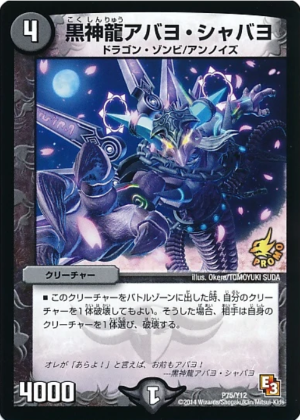 4
こくしんりゅう
黒神龍アバヨ・シャバヨ
ドラゴン・ゾンビ/アンノイズ
PROMO
illus. Okera/TOMOYUKI SUDA
クリーチャー
■このクリーチャーをバトルゾーンに出した時、自分のクリ
ーチャーを1体破壊してもよい。そうした場合、相手は自身の
クリーチャーを1体選び、破壊する。
オレが「あらよ!」と言えば、お前もアバヨ!
―黒神龍アバヨ・シャバヨ
4000
P75/Y12
E3
©2014 Wizards/Shogakukan/Mitsui-Kids